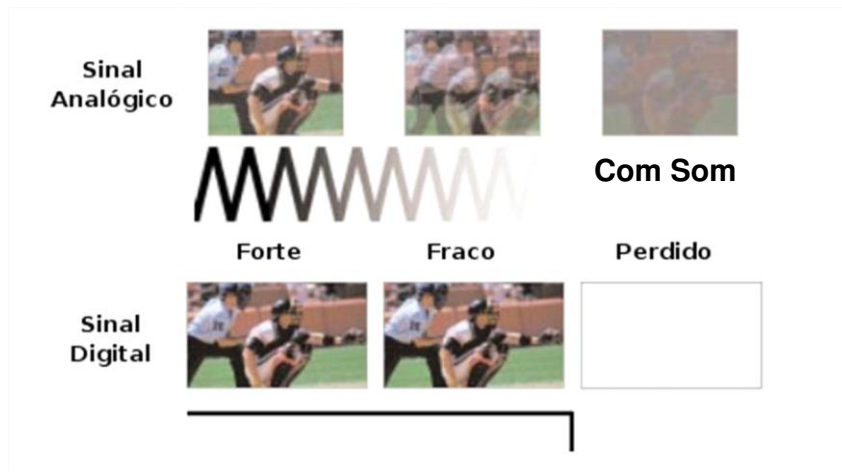 Sinal
Analógico
Com Som
Forte Fraco Perdido
Sinal
Digital